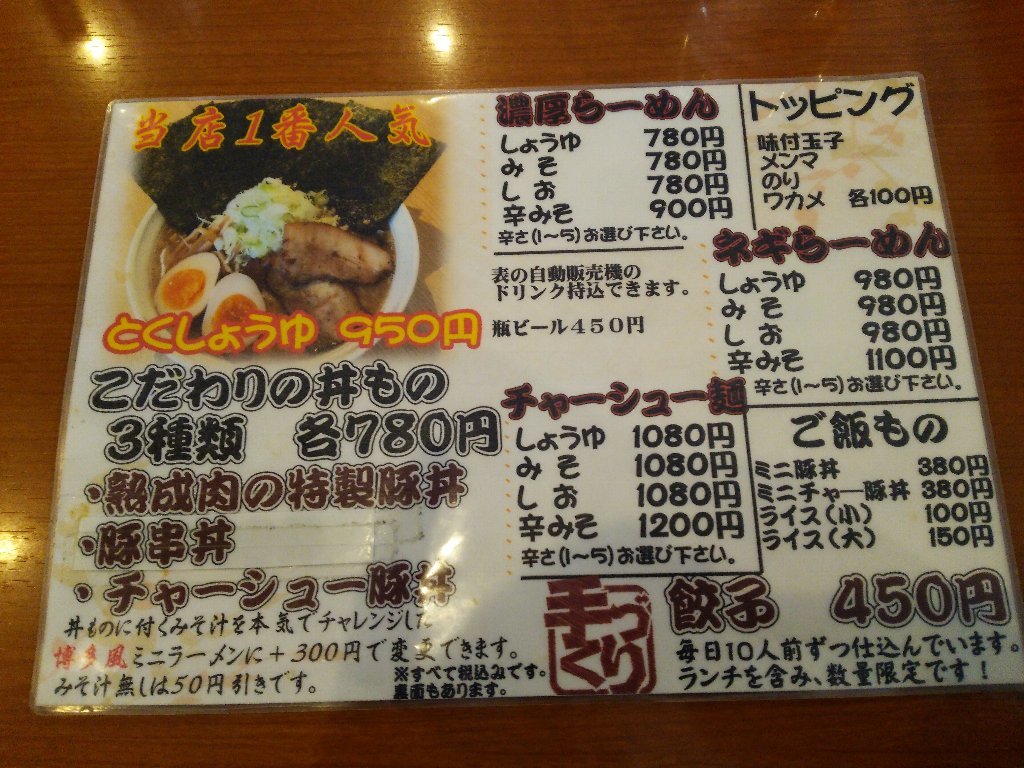 当店1番人気
とくしょうゆ 950円
こだわりの丼もの
3種類 各780円
・熟成肉の特製豚丼
・豚串丼
・チャーシュー豚丼
丼ものに付くみそ汁を本気でチャレンジした
博多風ミニラーメンに+300円で変更できます。
みそ汁無しは50円引きです。
※すべて税込みです。
裏面もあります。
濃厚らーめん
しょうゆ 780円
みそ 780円
しお 780円
辛みそ 900円
辛さ(1~5)お選び下さい。
表の自動販売機の
ドリンク持込できます。
瓶ビール450円
チャーシュー麺
しょうゆ 1080円
みそ 1080円
しお 1080円
辛みそ 1200円
辛さ(1~5)お選び下さい。
トッピング
味付玉子
メンマ
のり
ワカメ 各100円
ネギらーめん
しょうゆ 980円
みそ 980円
しお 980円
辛みそ 1100円
辛さ(1~5)お選び下さい。
ご飯もの
ミニ豚丼 380円
ミニチャー豚丼 380円
ライス(小) 100円
ライス(大) 150円
手づくり
餃子 450円
毎日10人前ずつ仕込んでいます。
ランチを含み、数量限定です!